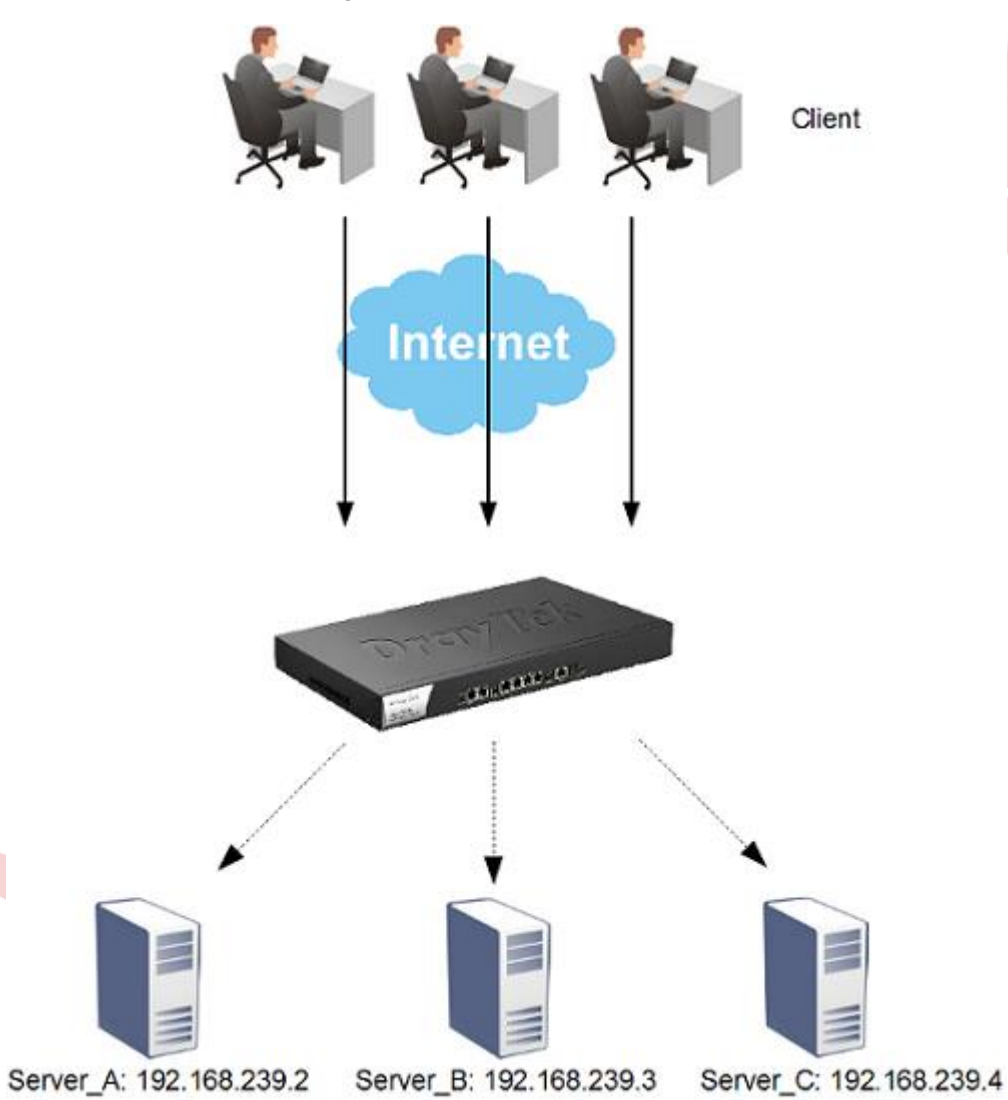 Client
Internet
DrayTek
Server_A: 192.168.239.2
Server_B: 192.168.239.3
Server_C: 192.168.239.4